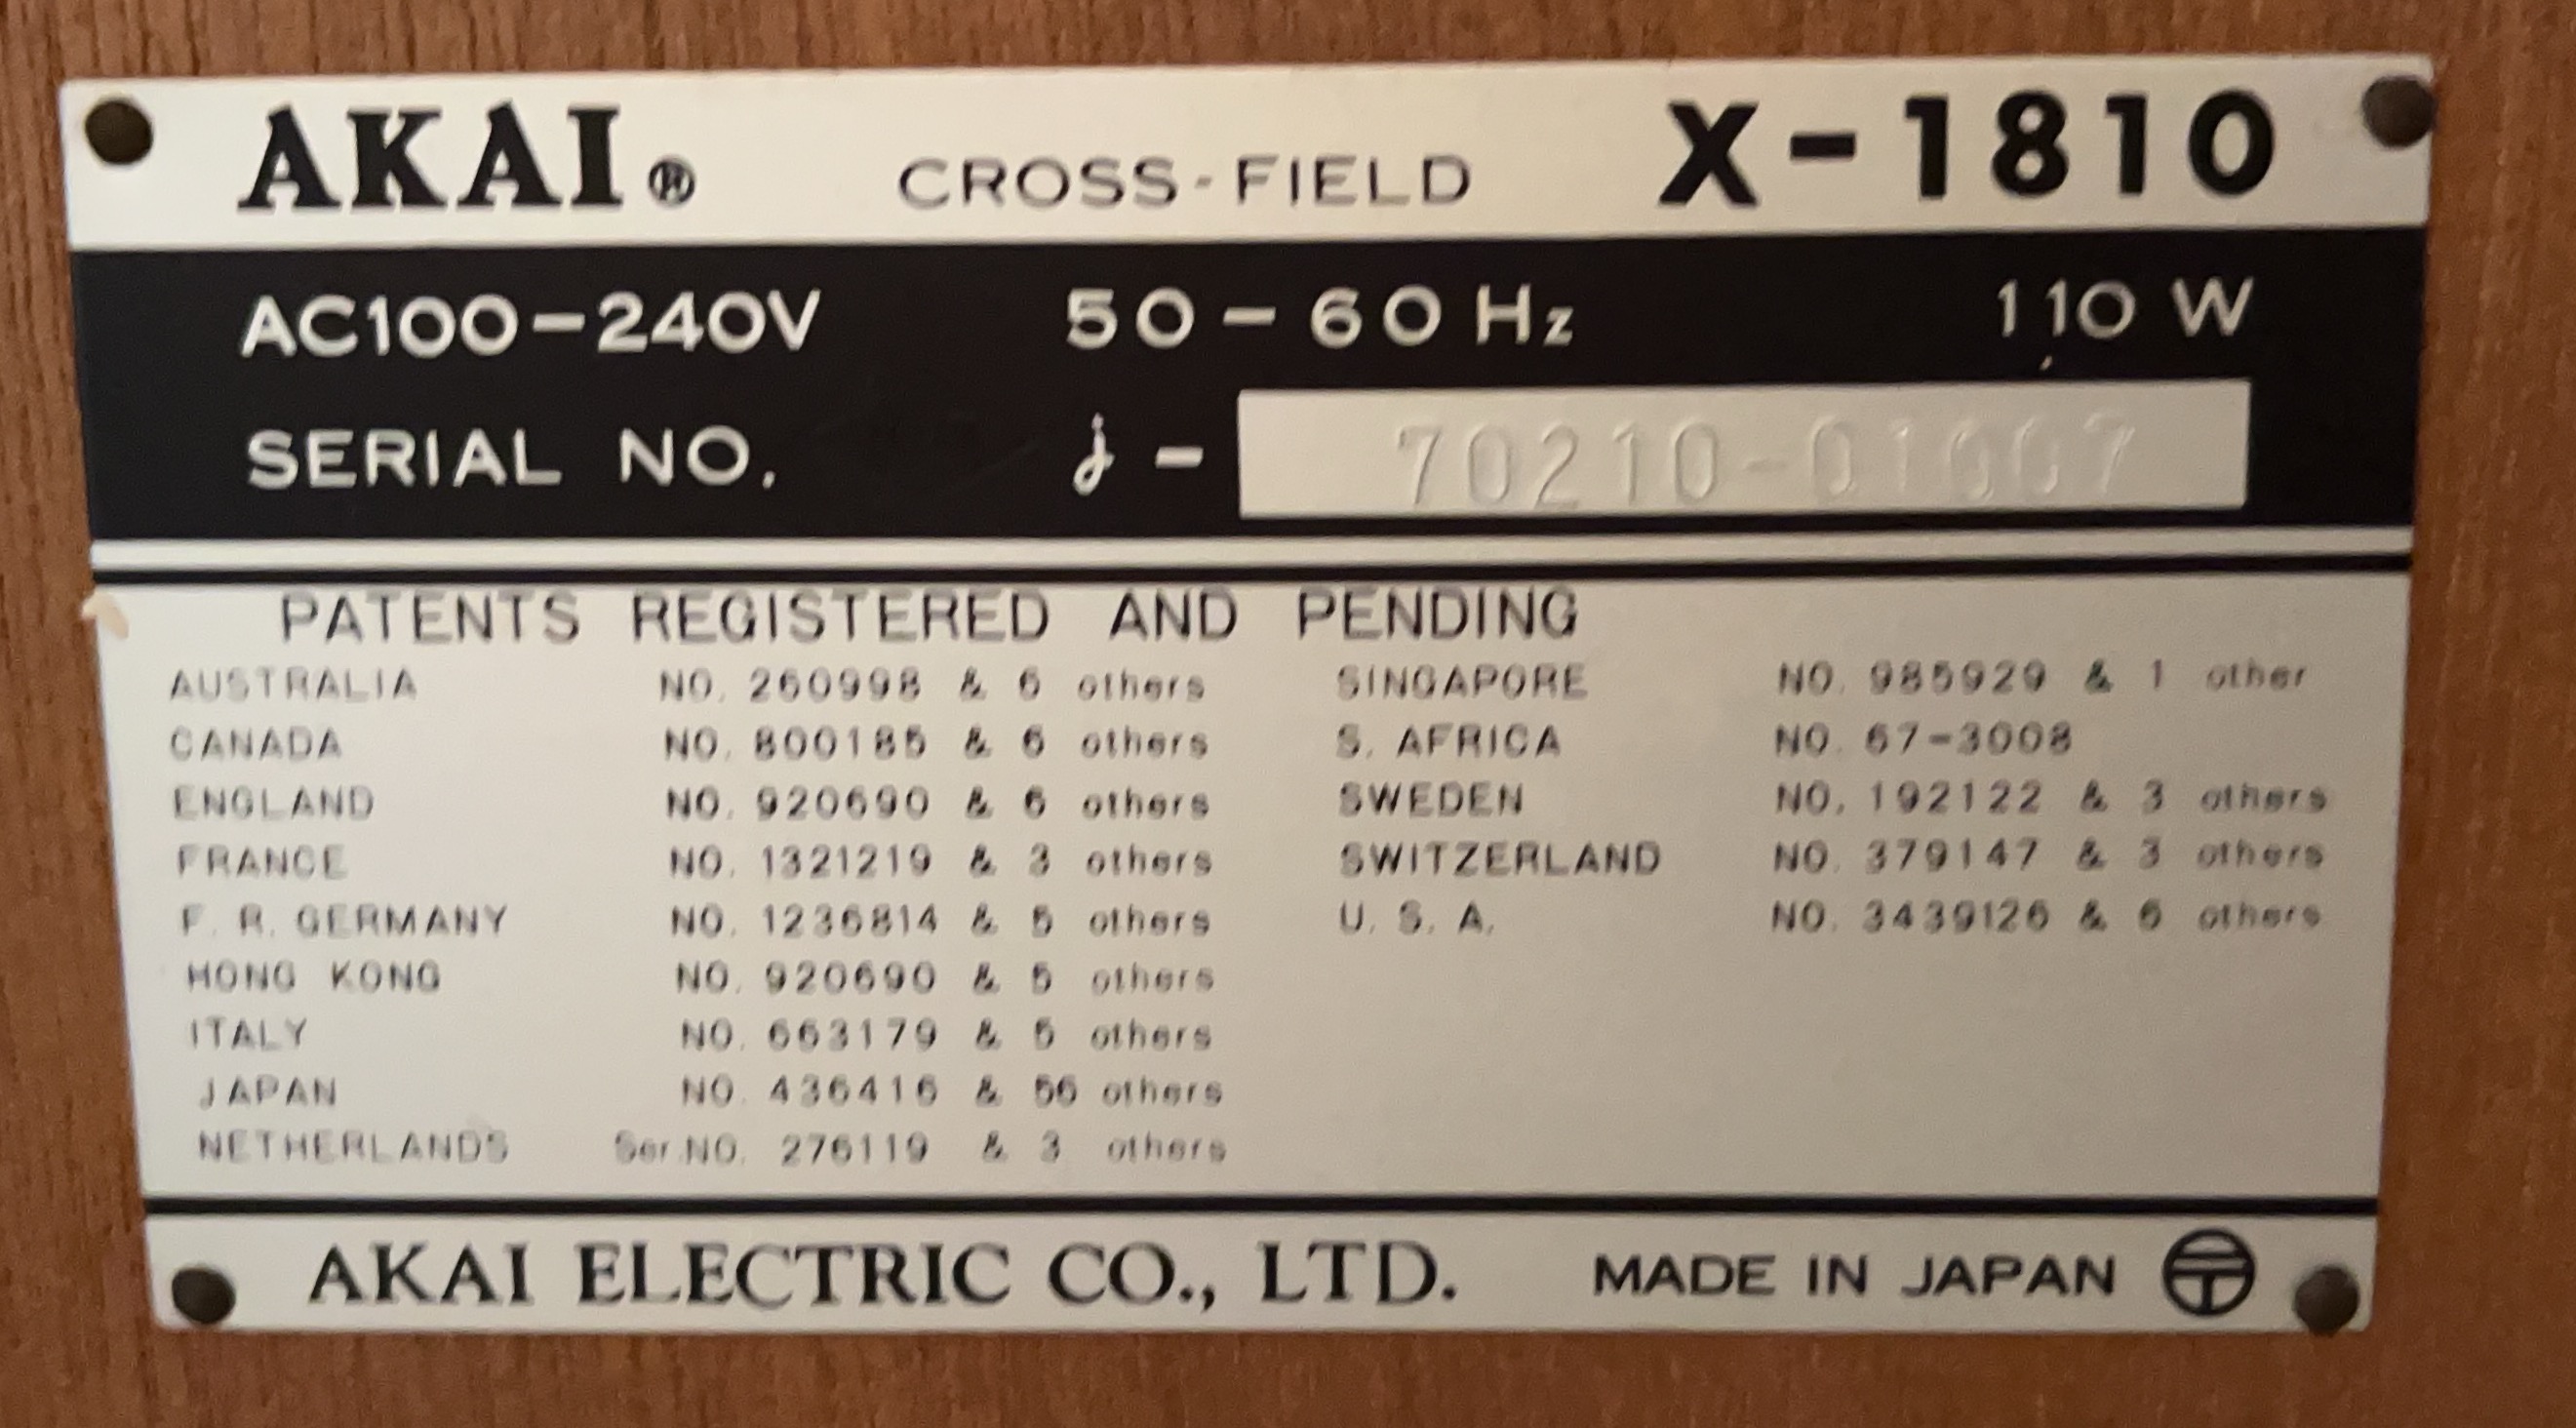 AKAI® CROSS-FIELD X-1810
AC100-240V 50-60 Hz 110 W
SERIAL NO. j- 70210-01007
PATENTS REGISTERED AND PENDING
AUSTRALIA NO. 260998 & 6 others
CANADA NO. 800185 & 6 others
ENGLAND NO. 920690 & 6 others
FRANCE NO. 1321219 & 3 others
F. R. GERMANY NO. 1236814 & 5 others
HONG KONG NO. 920690 & 5 others
ITALY NO. 663179 & 5 others
JAPAN NO. 436416 & 56 others
NETHERLANDS Ser.NO. 276119 & 3 others
SINGAPORE NO. 985929 & 1 other
S. AFRICA NO. 67-3008
SWEDEN NO. 192122 & 3 others
SWITZERLAND NO. 379147 & 3 others
U. S. A. NO. 3439126 & 6 others
AKAI ELECTRIC CO., LTD. MADE IN JAPAN